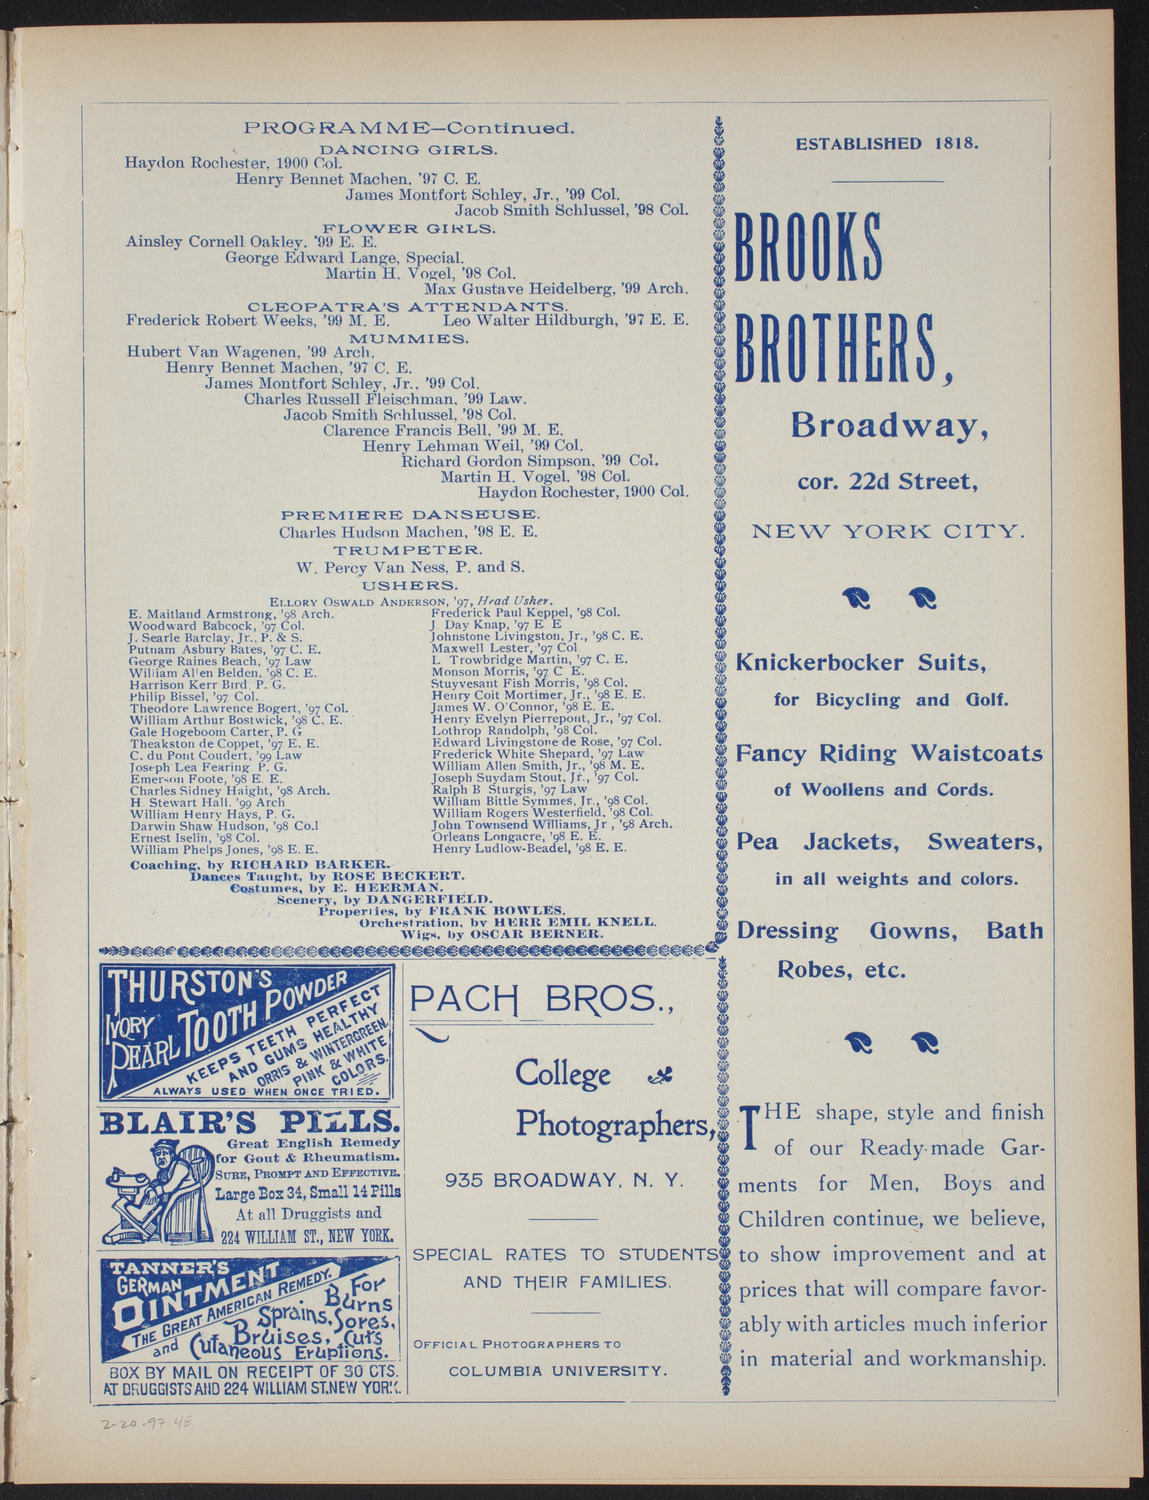 PROGRAMME—Continued.
DANCING GIRLS.
Haydon Rochester, 1900 Col.
Henry Bennet Machen, '97 C. E.
James Montfort Schley, Jr., '99 Col.
Jacob Smith Schlussel, '98 Col.
FLOWER GIRLS.
Ainsley Cornell Oakley, '99 E. E.
George Edward Lange, Special.
Martin H. Vogel, '98 Col.
Max Gustave Heidelberg, '99 Arch.
CLEOPATRA'S ATTENDANTS.
Frederick Robert Weeks, '99 M. E. Leo Walter Hildburgh, '97 E. E.
MUMMIES.
Hubert Van Wagenen, '99 Arch.
Henry Bennet Machen, '97 C. E.
James Montfort Schley, Jr., '99 Col.
Charles Russell Fleischman, '99 Law.
Jacob Smith Schlussel, '98 Col.
Clarence Francis Bell, '99 M. E.
Henry Lehman Weil, '99 Col.
Richard Gordon Simpson, '99 Col.
Martin H. Vogel, '98 Col.
Haydon Rochester, 1900 Col.
PREMIERE DANSEUSE.
Charles Hudson Machen, '98 E. E.
TRUMPETER.
W. Percy Van Ness, P. and S.
USHERS.
ELLORY OSWALD ANDERSON, '97, Head Usher.
E. Maitland Armstrong, '98 Arch.
Woodward Babcock, '97 Col.
J. Searle Barclay, Jr., P. & S.
Putnam Asbury Bates, '97 C. E.
George Raines Beach, '97 Law
William Allen Belden, '98 C. E.
Harrison Kerr Bird, P. G.
Philip Bissel, '97 Col.
Theodore Lawrence Bogert, '97 Col.
William Arthur Bostwick, '98 C. E.
Gale Hogeboom Carter, P. G
Theakston de Coppet, '97 E. E.
C. du Pont Coudert, '99 Law
Joseph Lea Fearing, P. G.
Emerson Foote, '98 E. E.
Charles Sidney Haight, '98 Arch.
H. Stewart Hall, '99 Arch
William Henry Hays, P. G.
Darwin Shaw Hudson, '98 Co.l
Ernest Iselin, '98 Col.
William Phelps Jones, '98 E. E.
Frederick Paul Keppel, '98 Col.
J Day Knap, '97 E E
Johnstone Livingston, Jr., '98 C. E.
Maxwell Lester, '97 Col
L Trowbridge Martin, '97 C. E.
Monson Morris, '97 C E.
Stuyvesant Fish Morris, '98 Col.
Henry Coit Mortimer, Jr., '98 E. E.
James W. O'Connor, '98 E. E.
Henry Evelyn Pierrepont, Jr., '97 Col.
Lothrop Randolph, '98 Col.
Edward Livingstone de Rose, '97 Col.
Frederick White Shepard, '97 Law
William Allen Smith, Jr., '98 M. E.
Joseph Suydam Stout, Jr., '97 Col.
Ralph B Sturgis, '97 Law
William Bittle Symmes, Jr., '98 Col.
William Rogers Westerfield, '98 Col.
John Townsend Williams, Jr , '98 Arch.
Orleans Longacre, '98 E. E.
Henry Ludlow-Beadel, '98 E. E.
Coaching, by RICHARD BARKER.
Dances Taught, by ROSE BECKERT.
Costumes, by E. HEERMAN.
Scenery, by DANGERFIELD.
Properties, by FRANK BOWLES.
Orchestration, by HERR EMIL KNELL.
Wigs, by OSCAR BERNER.
THURSTON'S
IVORY PEARL TOOTH POWDER
KEEPS TEETH PERFECT
AND GUMS HEALTHY
ORRIS & WINTERGREEN
PINK & WHITE
COLORS.
ALWAYS USED WHEN ONCE TRIED.
BLAIR'S PILLS.
Great English Remedy
for Gout & Rheumatism.
SURE, PROMPT AND EFFECTIVE.
Large Box 34, Small 14 Pills
At all Druggists and
224 WILLIAM ST., NEW YORK.
TANNER'S
GERMAN
OINTMENT
THE GREAT AMERICAN REMEDY.
For
Burns
Sprains, Sores,
Bruises, Cuts
and Cutaneous Eruptions.
BOX BY MAIL ON RECEIPT OF 30 CTS.
AT DRUGGISTS AND 224 WILLIAM ST. NEW YORK.
PACH BROS.,
College
Photographers,
935 BROADWAY, N. Y.
SPECIAL RATES TO STUDENTS
AND THEIR FAMILIES.
OFFICIAL PHOTOGRAPHERS TO
COLUMBIA UNIVERSITY.
ESTABLISHED 1818.
BROOKS
BROTHERS,
Broadway,
cor. 22d Street,
NEW YORK CITY.
Knickerbocker Suits,
for Bicycling and Golf.
Fancy Riding Waistcoats
of Woollens and Cords.
Pea Jackets, Sweaters,
in all weights and colors.
Dressing Gowns, Bath
Robes, etc.
THE shape, style and finish
of our Ready-made Gar-
ments for Men, Boys and
Children continue, we believe,
to show improvement and at
prices that will compare favor-
ably with articles much inferior
in material and workmanship.
2-20-97 48